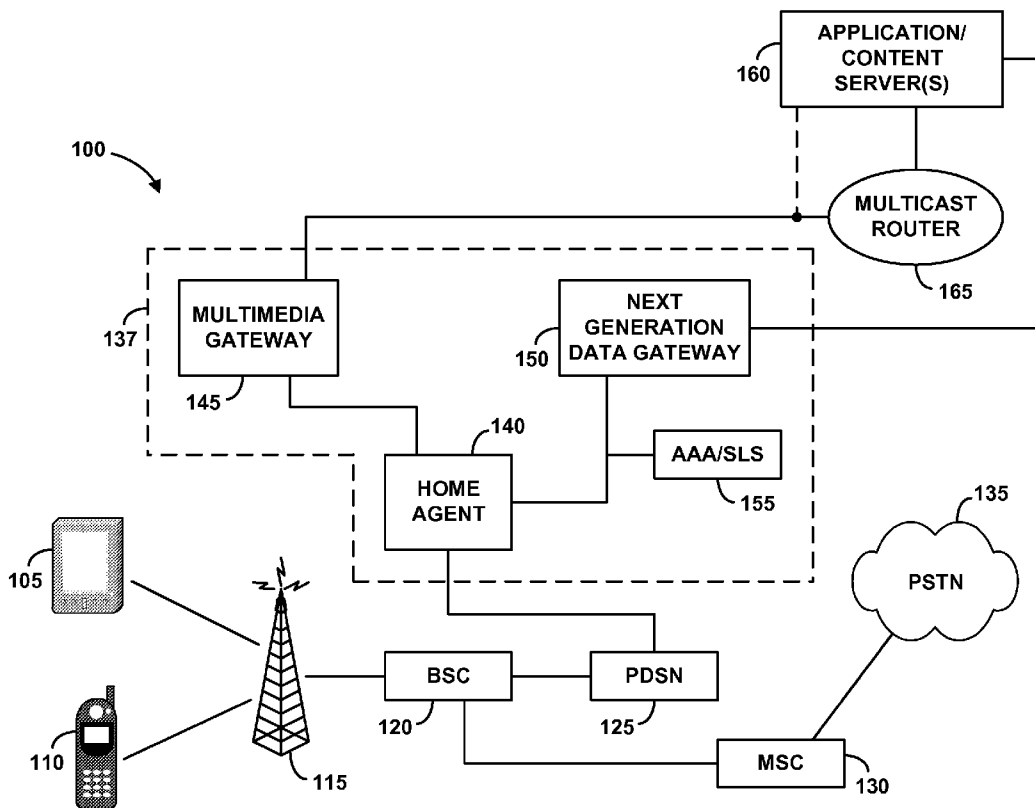 APPLICATION/
CONTENT
SERVER(S)
160
100
MULTICAST
ROUTER
165
137
MULTIMEDIA
GATEWAY
145
NEXT
GENERATION
DATA GATEWAY
150
140
HOME
AGENT
AAA/SLS
155
135
PSTN
105
110
115
BSC
120
PDSN
125
MSC
130